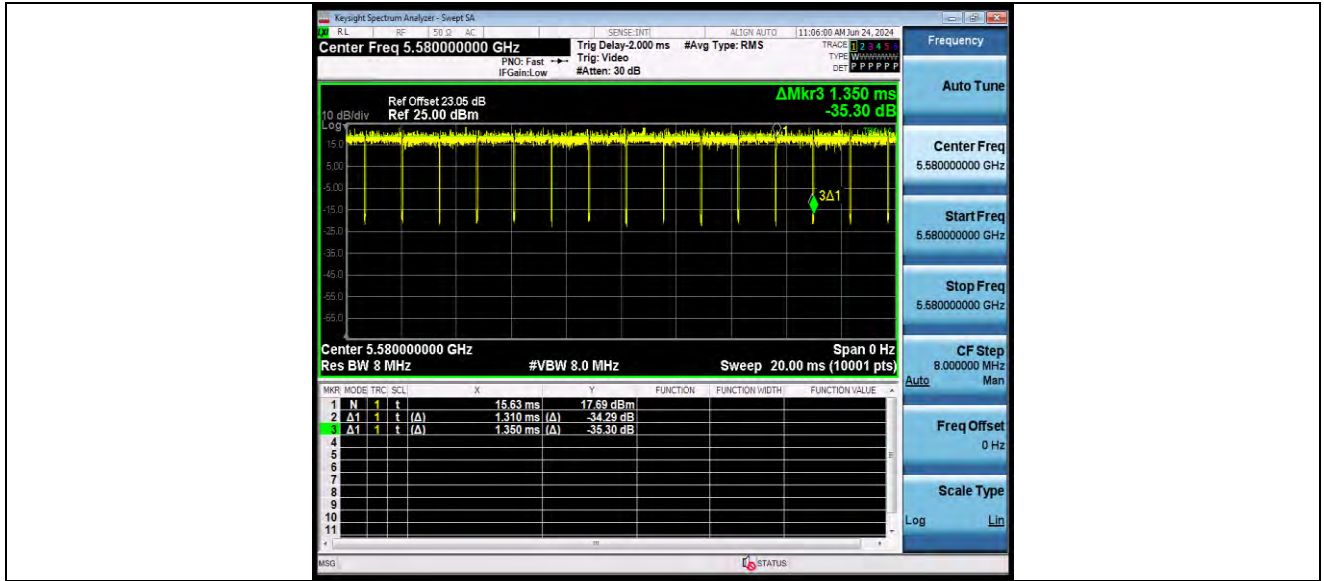 Keysight Spectrum Analyzer - Swept SA
RL RF 50 Ω AC SENSE:INT ALIGN AUTO 11:06:00 AM Jun 24, 2024
Center Freq 5.580000000 GHz
PNO: Fast
IFGain:Low
Trig Delay-2.000 ms
Trig: Video
#Atten: 30 dB
#Avg Type: RMS
TRACE 1 2 3 4 5 6
TYPE
DET P P P P P P
ΔMkr3 1.350 ms
-35.30 dB
Ref Offset 23.05 dB
10 dB/div Ref 25.00 dBm
Log
15.0
5.00
-5.00
-15.0
-25.0
-35.0
-45.0
-55.0
-65.0
1
3Δ1
Center 5.580000000 GHz Span 0 Hz
Res BW 8 MHz #VBW 8.0 MHz Sweep 20.00 ms (10001 pts)
MKR MODE TRC SCL X Y FUNCTION FUNCTION WIDTH FUNCTION VALUE
1 N 1 t 15.63 ms 17.69 dBm
2 Δ1 1 t (Δ) 1.310 ms (Δ) -34.29 dB
3 Δ1 1 t (Δ) 1.350 ms (Δ) -35.30 dB
4
5
6
7
8
9
10
11
MSG STATUS
Frequency
Auto Tune
Center Freq
5.580000000 GHz
Start Freq
5.580000000 GHz
Stop Freq
5.580000000 GHz
CF Step
8.000000 MHz
Auto Man
Freq Offset
0 Hz
Scale Type
Log Lin